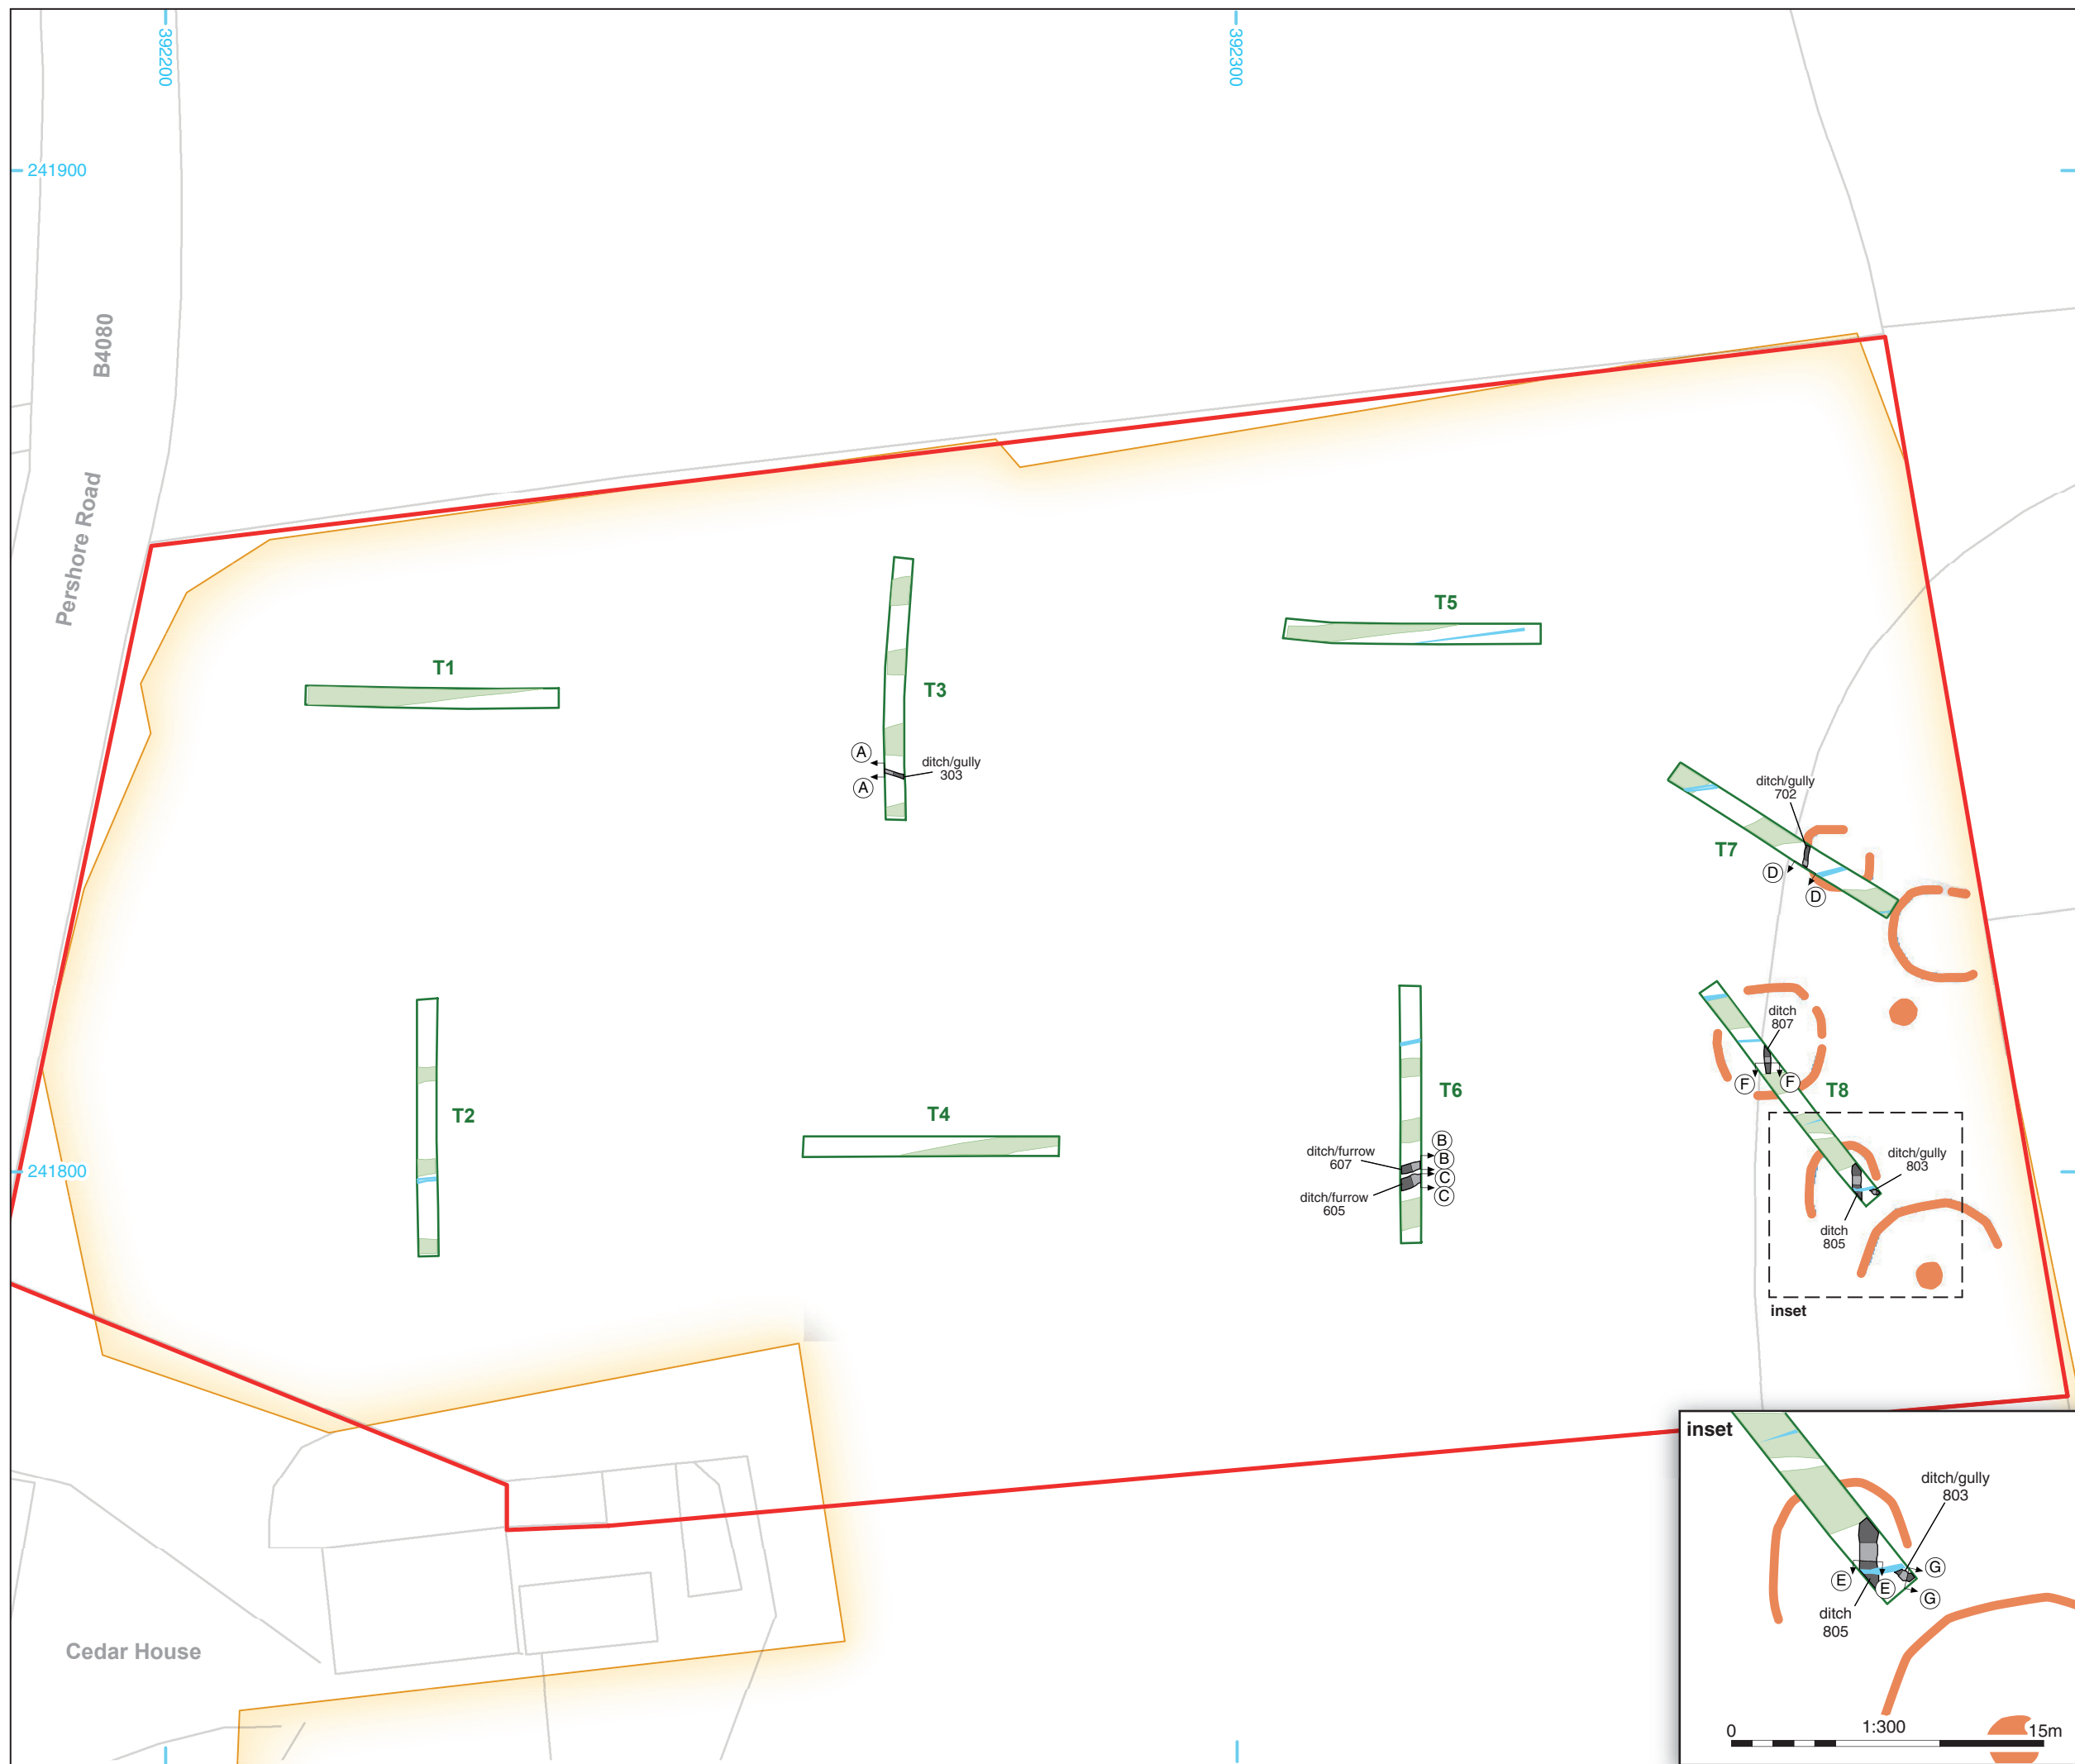 392200
392300
241900
B4080
Pershore Road
T1
T3
T5
A
A
ditch/gully
303
ditch/gully
702
T7
D
D
ditch
807
F
F
T8
T2
T4
T6
241800
ditch/furrow
607
ditch/furrow
605
B
B
C
C
ditch/gully
803
ditch
805
inset
inset
ditch/gully
803
E
E
G
G
ditch
805
0
1:300
15m
Cedar House